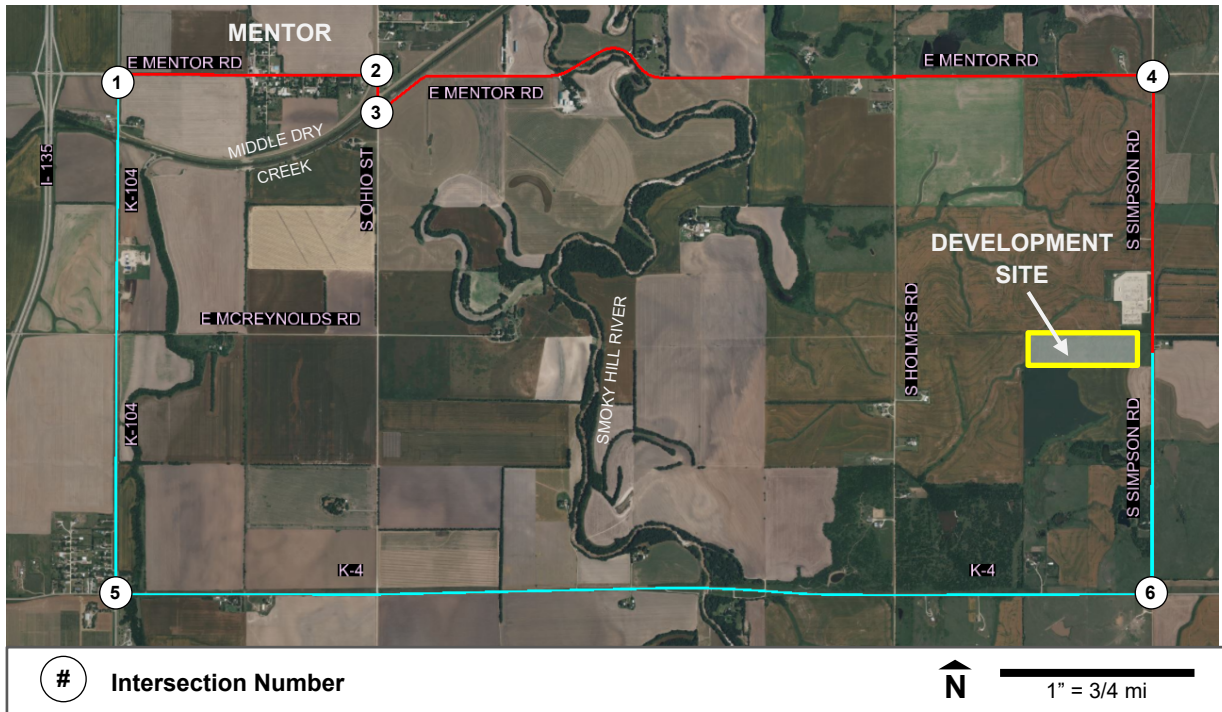 MENTOR
E MENTOR RD
1
2
3
E MENTOR RD
E MENTOR RD
4
MIDDLE DRY
CREEK
I- 135
K-104
S OHIO ST
S SIMPSON RD
DEVELOPMENT
SITE
E MCREYNOLDS RD
SMOKY HILL RIVER
S HOLMES RD
K-104
S SIMPSON RD
K-4
K-4
5
6
# Intersection Number
N
1” = 3/4 mi